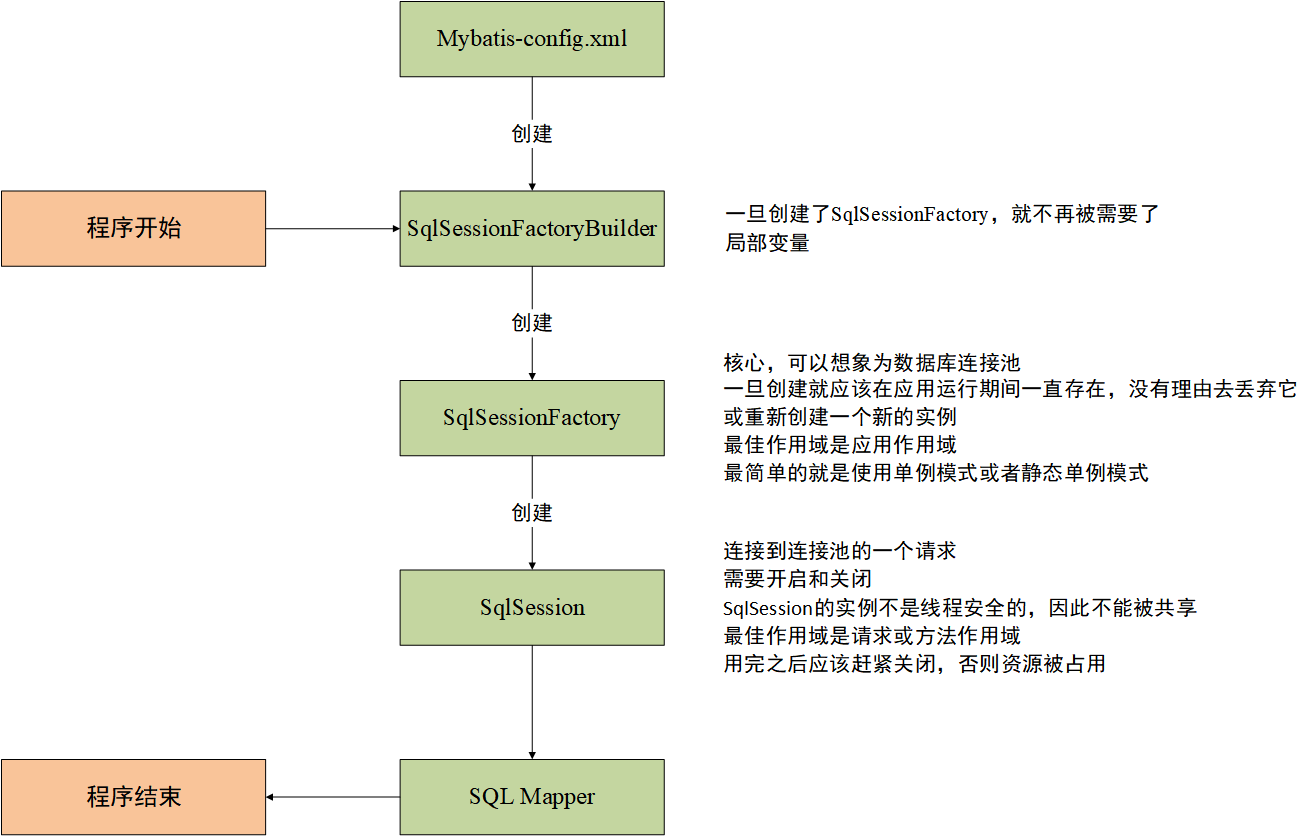 Mybatis-config.xml
创建
程序开始
SqlSessionFactoryBuilder
一旦创建了SqlSessionFactory，就不再被需要了
局部变量
创建
SqlSessionFactory
核心，可以想象为数据库连接池
一旦创建就应该在应用运行期间一直存在，没有理由去丢弃它
或重新创建一个新的实例
最佳作用域是应用作用域
最简单的就是使用单例模式或者静态单例模式
创建
SqlSession
连接到连接池的一个请求
需要开启和关闭
SqlSession的实例不是线程安全的，因此不能被共享
最佳作用域是请求或方法作用域
用完之后应该赶紧关闭，否则资源被占用
程序结束
SQL Mapper